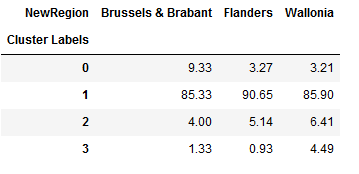 NewRegion Brussels & Brabant Flanders Wallonia
Cluster Labels
0 9.33 3.27 3.21
1 85.33 90.65 85.90
2 4.00 5.14 6.41
3 1.33 0.93 4.49